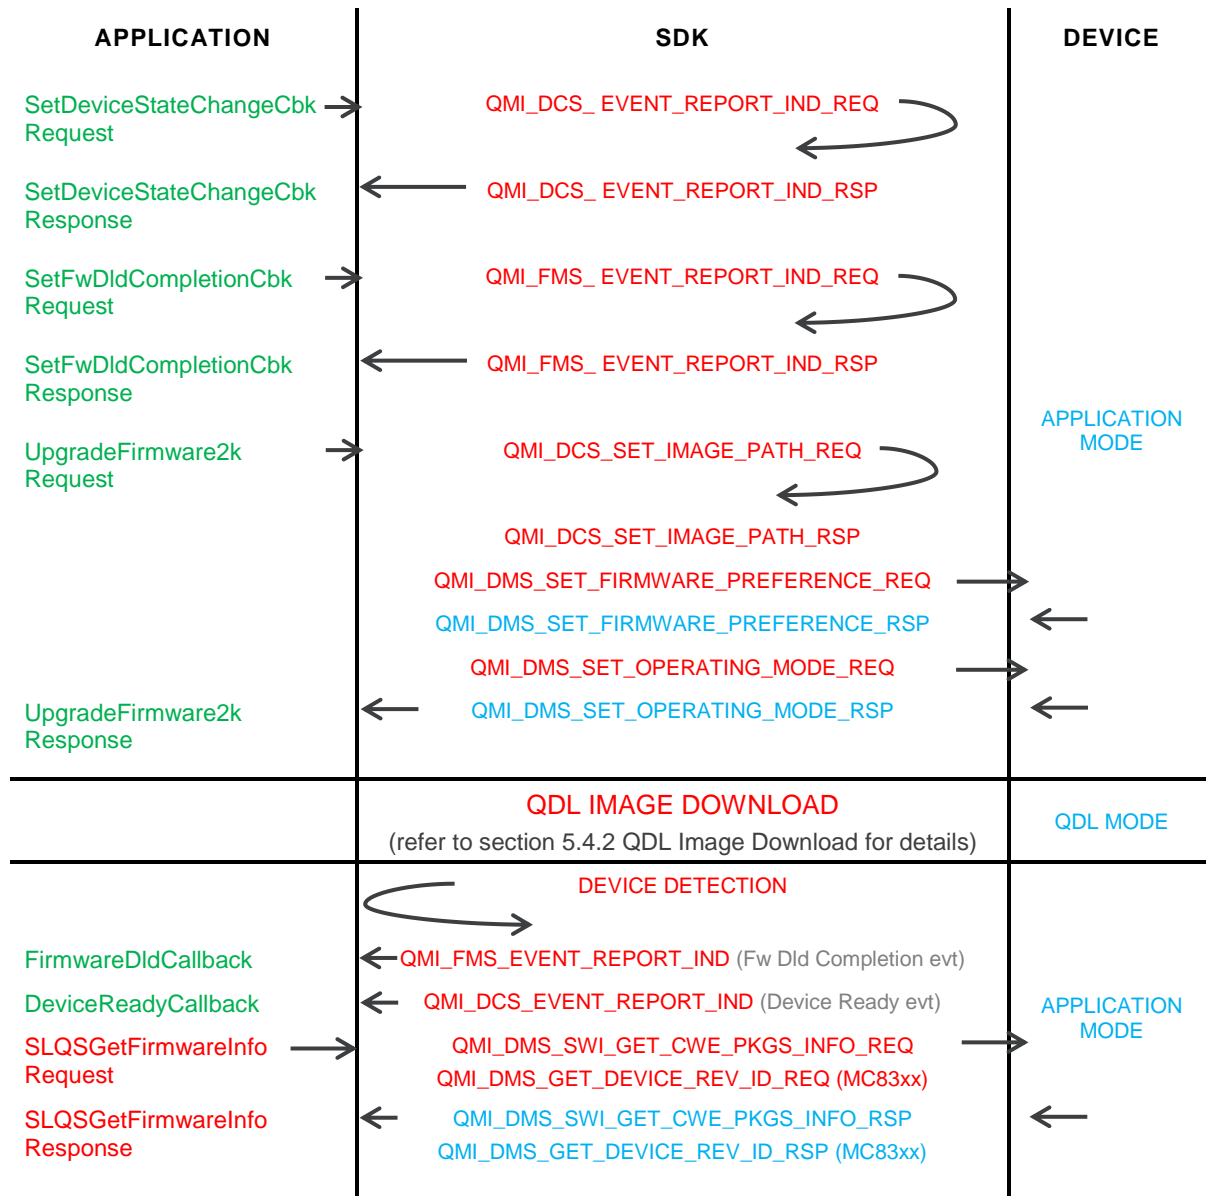 APPLICATION SDK DEVICE
SetDeviceStateChangeCbk QMI_DCS_ EVENT_REPORT_IND_REQ
Request
SetDeviceStateChangeCbk QMI_DCS_ EVENT_REPORT_IND_RSP
Response
SetFwDldCompletionCbk QMI_FMS_ EVENT_REPORT_IND_REQ
Request
SetFwDldCompletionCbk QMI_FMS_ EVENT_REPORT_IND_RSP
Response
APPLICATION
MODE
UpgradeFirmware2k QMI_DCS_SET_IMAGE_PATH_REQ
Request
QMI_DCS_SET_IMAGE_PATH_RSP
QMI_DMS_SET_FIRMWARE_PREFERENCE_REQ
QMI_DMS_SET_FIRMWARE_PREFERENCE_RSP
QMI_DMS_SET_OPERATING_MODE_REQ
UpgradeFirmware2k QMI_DMS_SET_OPERATING_MODE_RSP
Response
QDL IMAGE DOWNLOAD
(refer to section 5.4.2 QDL Image Download for details)
QDL MODE
DEVICE DETECTION
FirmwareDldCallback QMI_FMS_EVENT_REPORT_IND (Fw Dld Completion evt)
DeviceReadyCallback QMI_DCS_EVENT_REPORT_IND (Device Ready evt)
APPLICATION
MODE
SLQSGetFirmwareInfo QMI_DMS_SWI_GET_CWE_PKGS_INFO_REQ
Request QMI_DMS_GET_DEVICE_REV_ID_REQ (MC83xx)
SLQSGetFirmwareInfo QMI_DMS_SWI_GET_CWE_PKGS_INFO_RSP
Response QMI_DMS_GET_DEVICE_REV_ID_RSP (MC83xx)